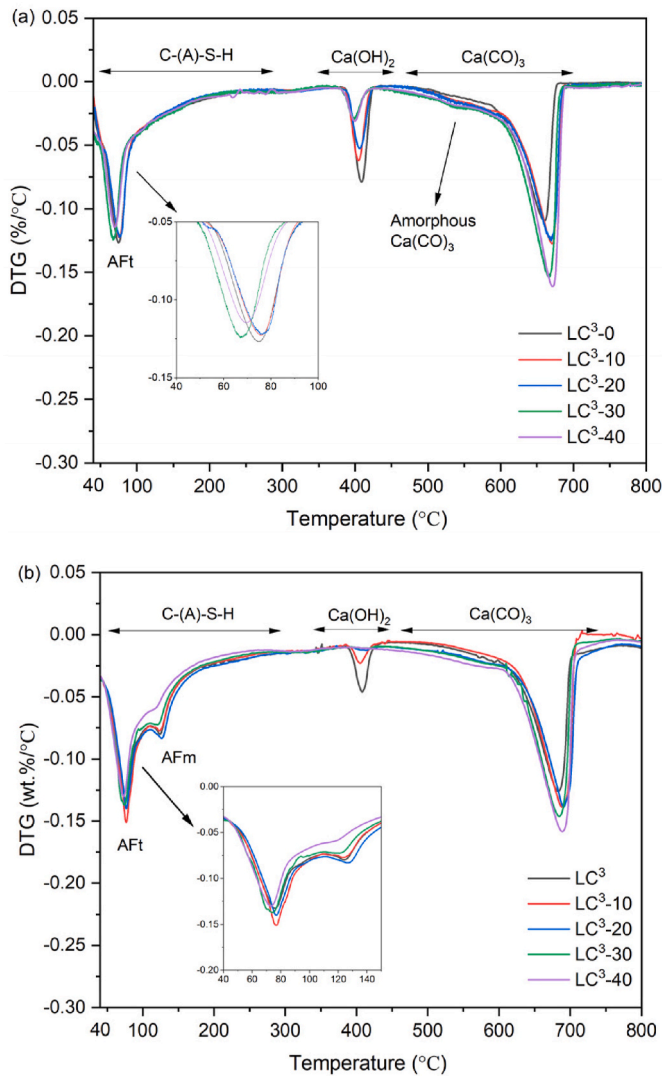 (a)
0.05
C-(A)-S-H
Ca(OH)₂
Ca(CO)₃
0.00
-0.05
-0.10
-0.15
-0.20
-0.25
-0.30
DTG (%/°C)
AFt
Amorphous
Ca(CO)₃
-0.05
-0.10
-0.15
40 60 80 100
LC³-0
LC³-10
LC³-20
LC³-30
LC³-40
40 100 200 300 400 500 600 700 800
Temperature (°C)
(b)
0.05
C-(A)-S-H
Ca(OH)₂
Ca(CO)₃
0.00
-0.05
-0.10
-0.15
-0.20
-0.25
-0.30
DTG (wt.%/°C)
AFm
AFt
0.00
-0.05
-0.10
-0.15
-0.20
40 60 80 100 120 140
LC³
LC³-10
LC³-20
LC³-30
LC³-40
40 100 200 300 400 500 600 700 800
Temperature (°C)